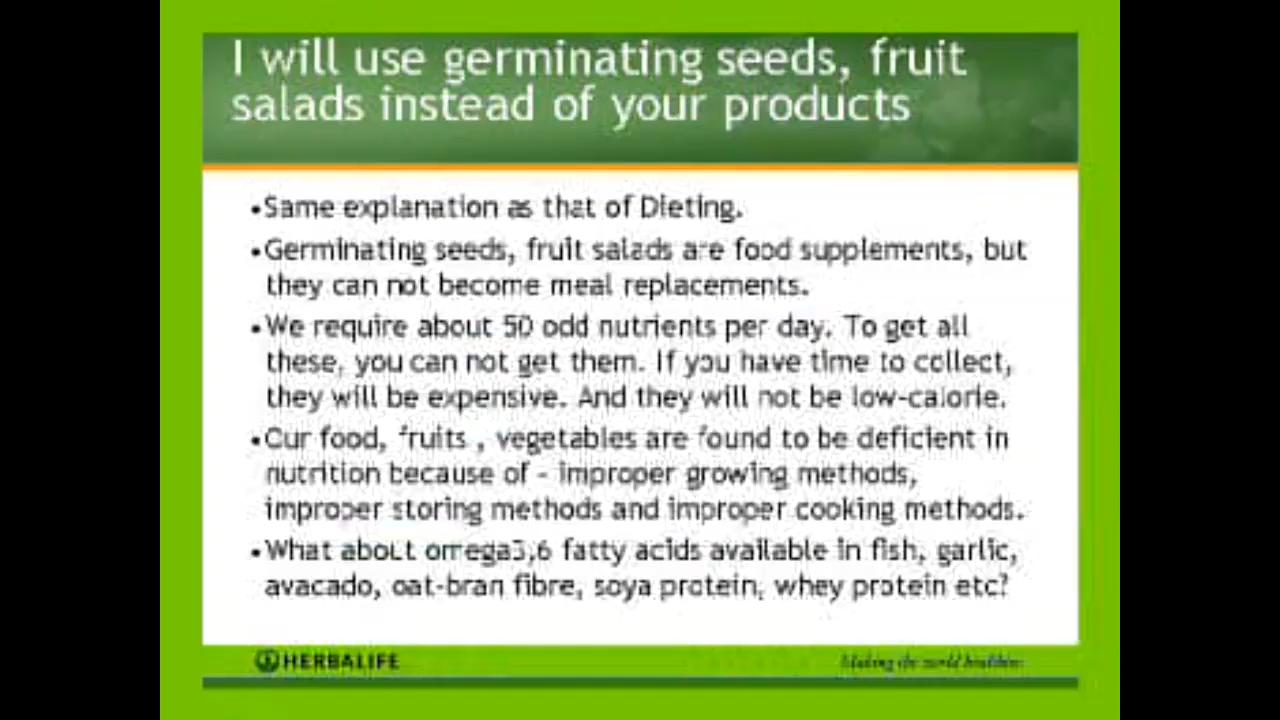 I will use germinating seeds, fruit
salads instead of your products
•Same explanation as that of Dieting.
•Germinating seeds, fruit salads are food supplements, but
they can not become meal replacements.
•We require about 50 odd nutrients per day. To get all
these, you can not get them. If you have time to collect,
they will be expensive. And they will not be low-calorie.
•Our food, fruits , vegetables are found to be deficient in
nutrition because of - improper growing methods,
improper storing methods and improper cooking methods.
•What about omega3,6 fatty acids available in fish, garlic,
avacado, oat-bran fibre, soya protein, whey protein etc?
HERBALIFE
Making the world healthier.